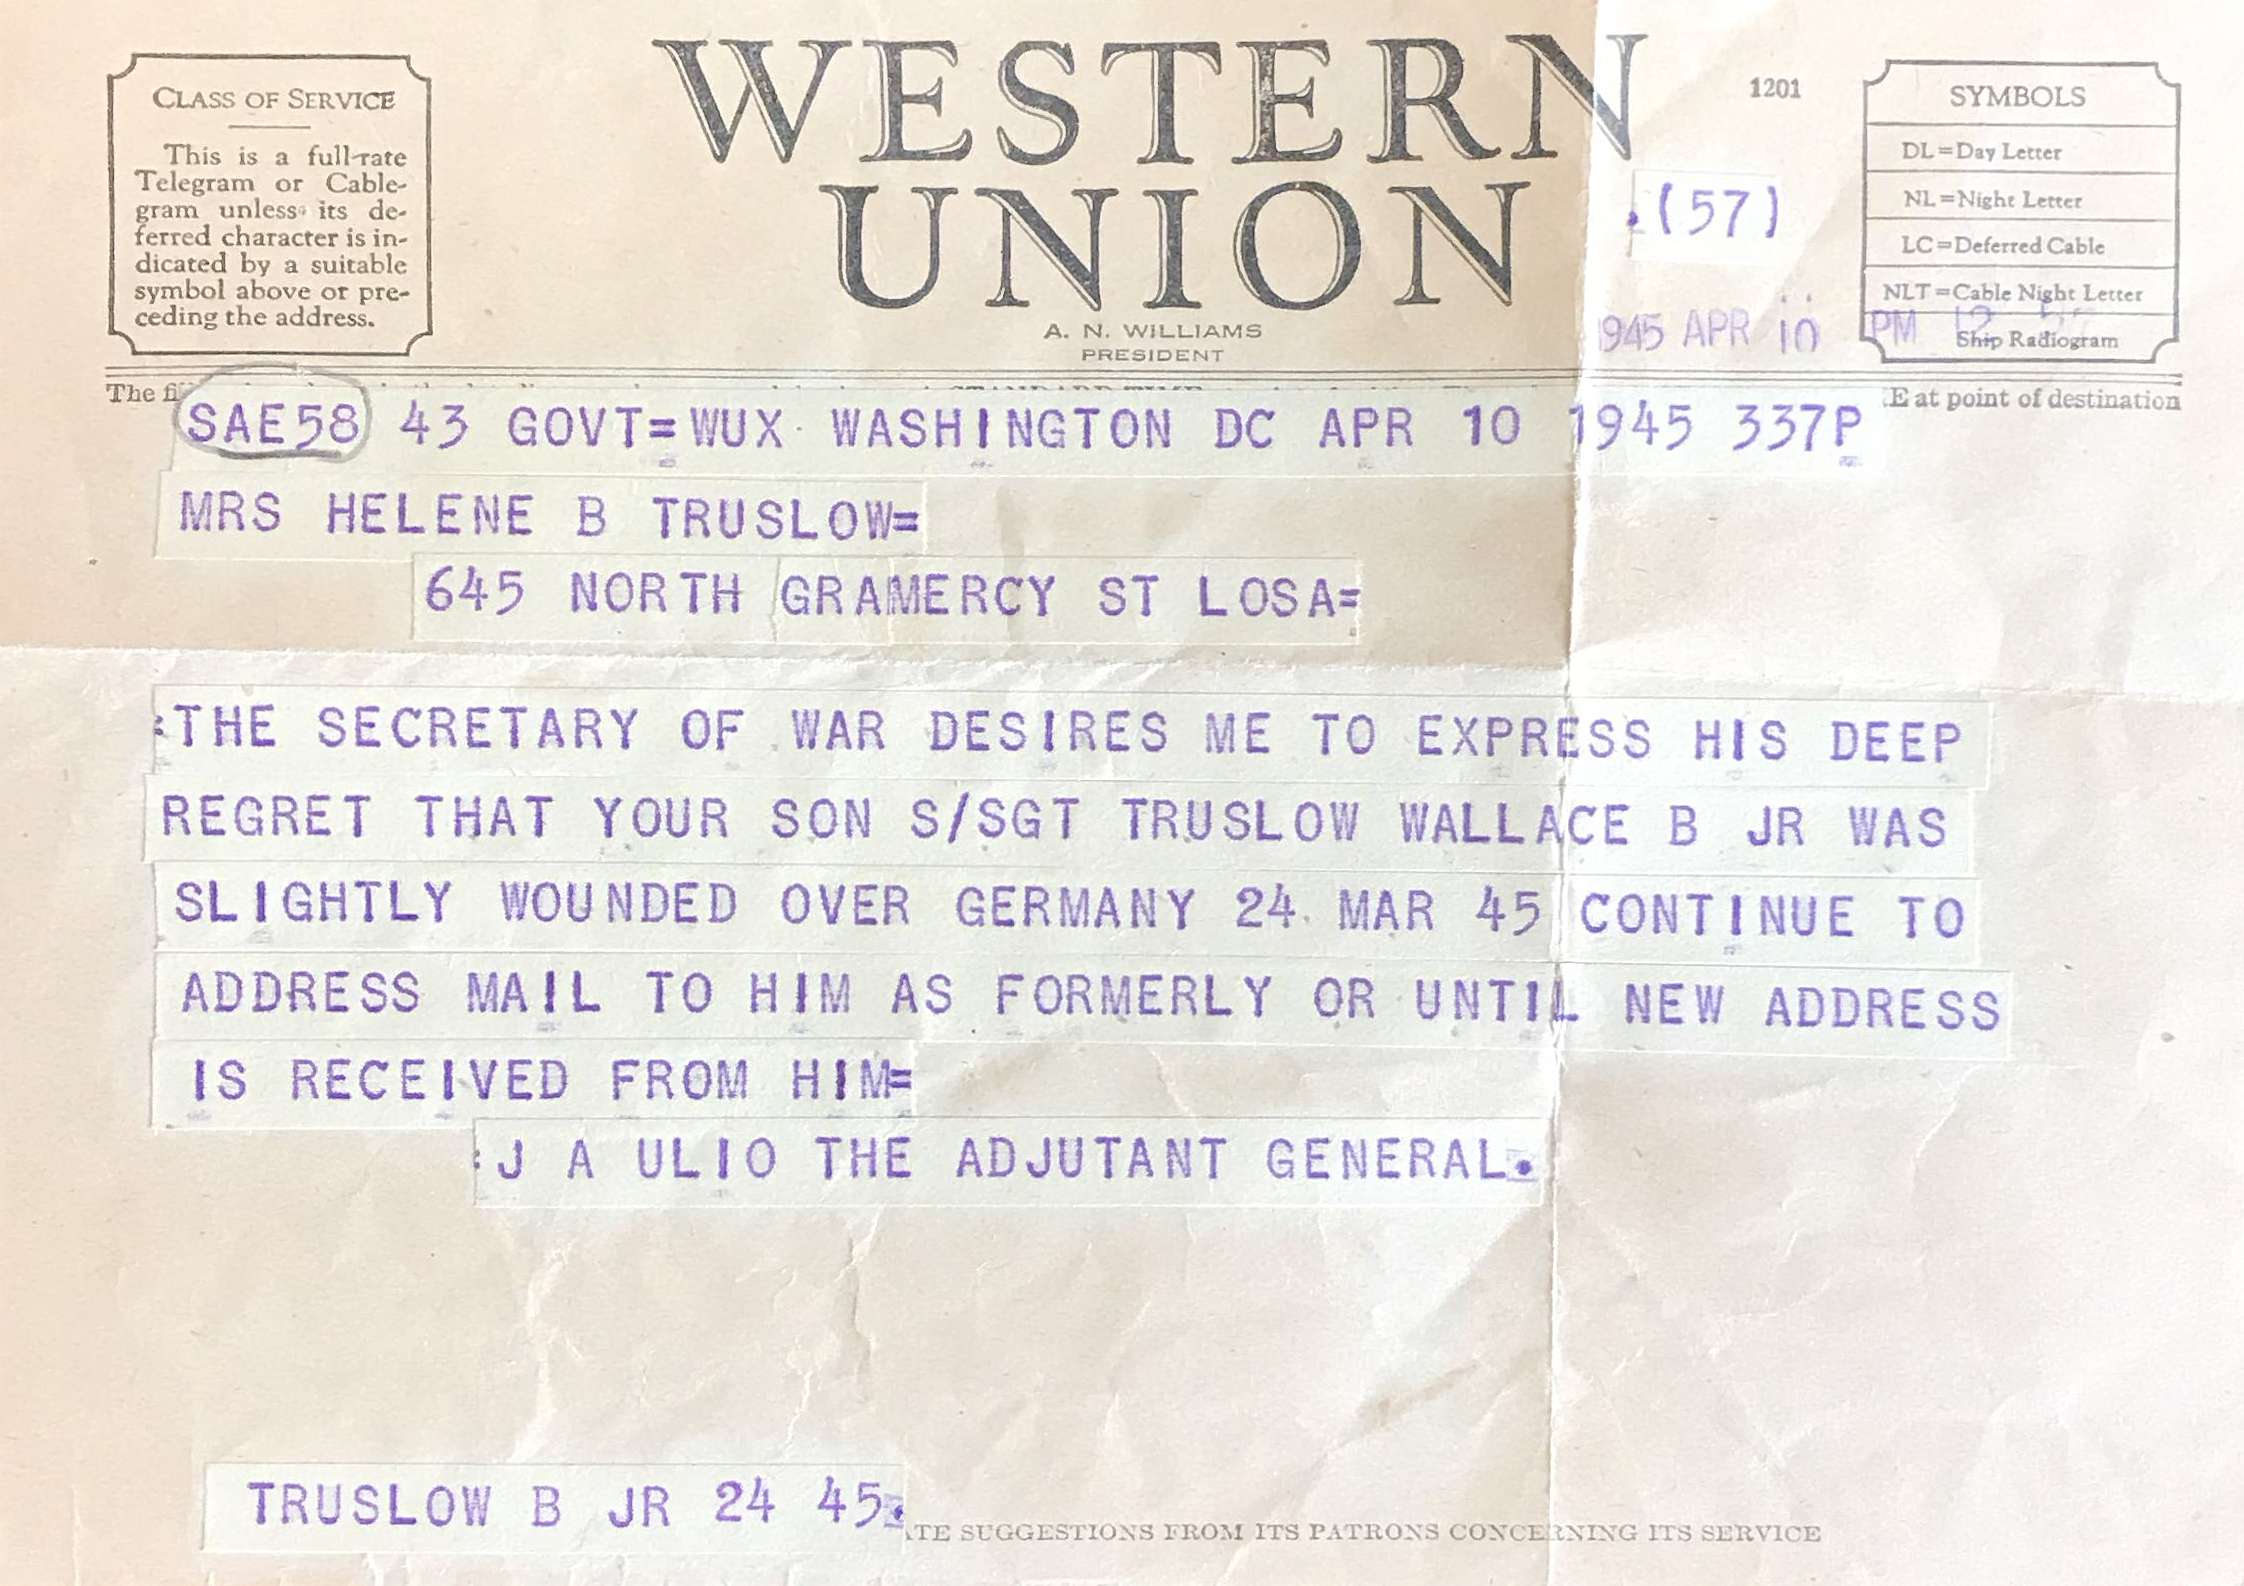 CLASS OF SERVICE
This is a full-rate
Telegram or Cable-
gram unless its de-
ferred character is in-
dicated by a suitable
symbol above or pre-
ceding the address.
WESTERN
UNION
A. N. WILLIAMS
PRESIDENT
1201
.(57)
1945 APR 10 PM 12
SYMBOLS
DL=Day Letter
NL=Night Letter
LC=Deferred Cable
NLT=Cable Night Letter
Ship Radiogram
The E at point of destination
SAE58 43 GOVT=WUX WASHINGTON DC APR 10 1945 337P
MRS HELENE B TRUSLOW=
645 NORTH GRAMERCY ST LOSA=
:THE SECRETARY OF WAR DESIRES ME TO EXPRESS HIS DEEP
REGRET THAT YOUR SON S/SGT TRUSLOW WALLACE B JR WAS
SLIGHTLY WOUNDED OVER GERMANY 24 MAR 45 CONTINUE TO
ADDRESS MAIL TO HIM AS FORMERLY OR UNTIL NEW ADDRESS
IS RECEIVED FROM HIM=
:J A ULIO THE ADJUTANT GENERAL.
TRUSLOW B JR 24 45.
TE SUGGESTIONS FROM ITS PATRONS CONCERNING ITS SERVICE